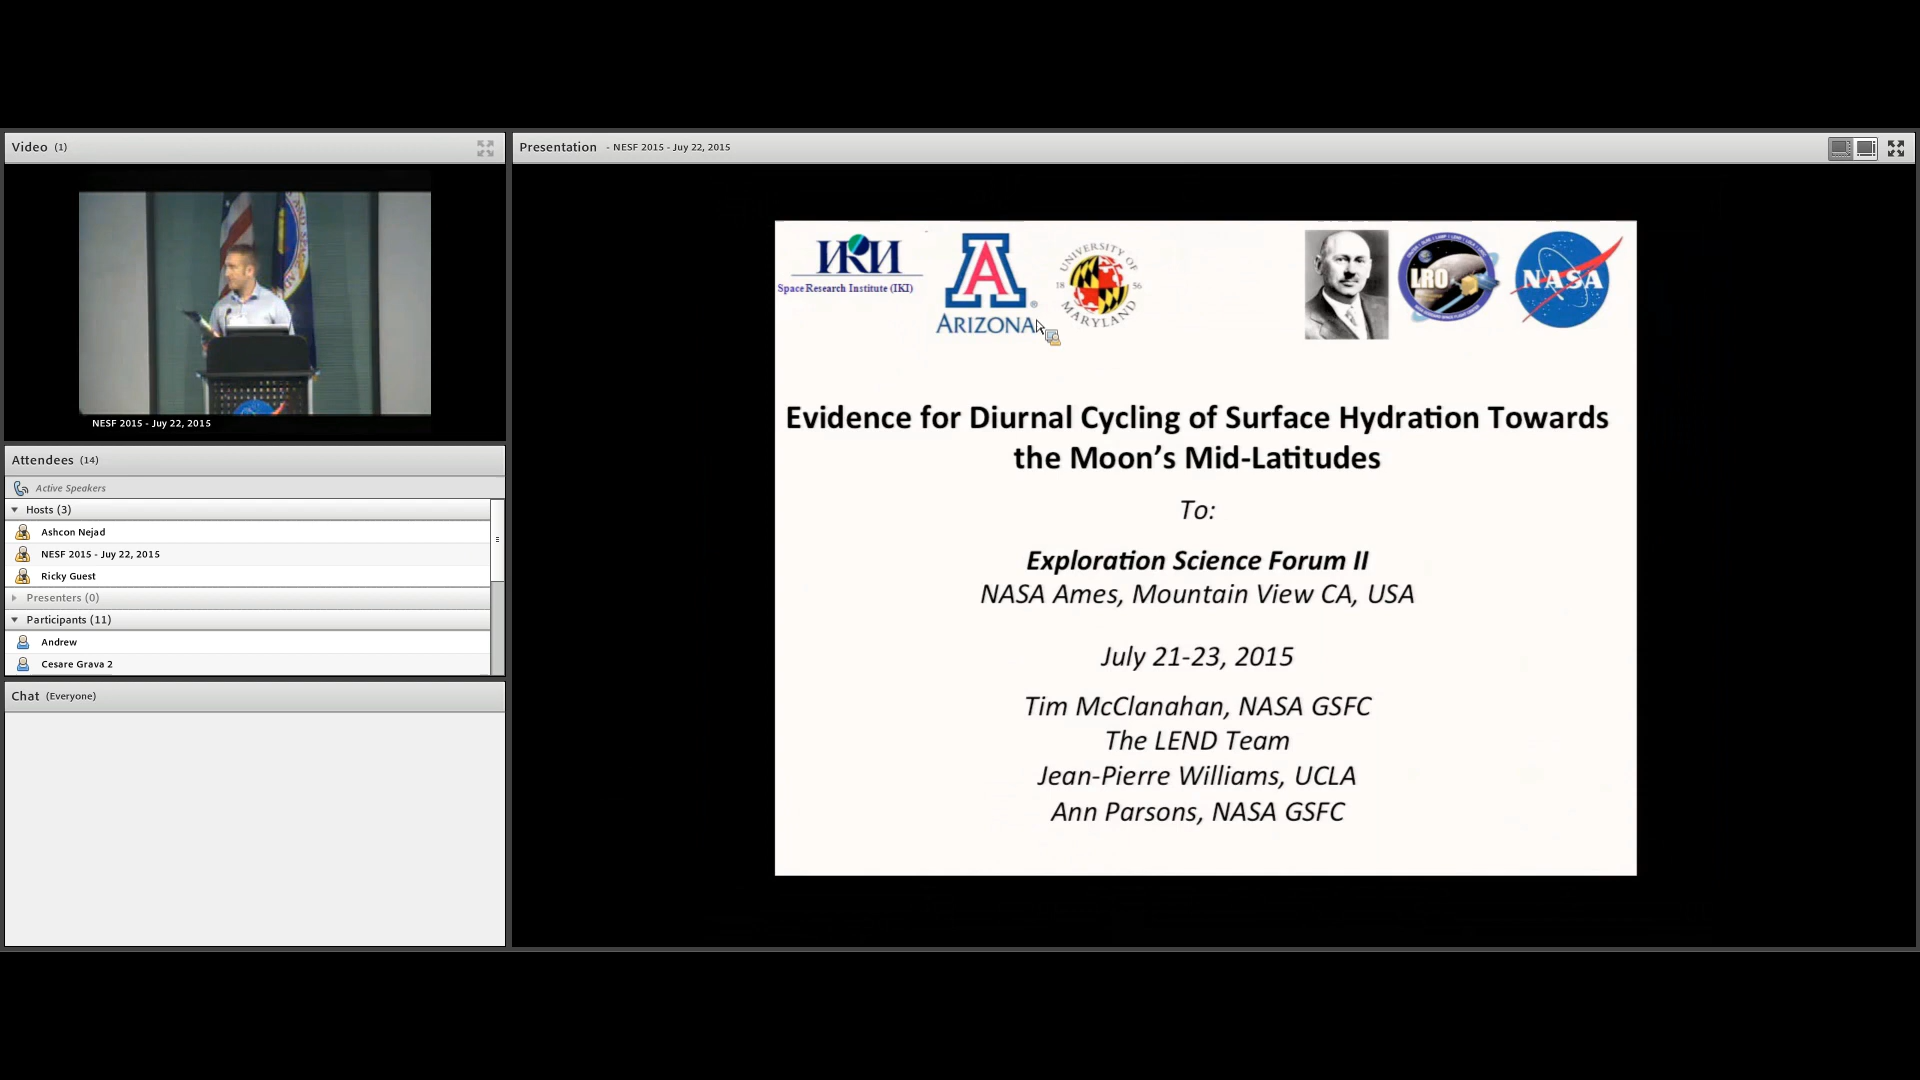 Video (1)
NESF 2015 - Juy 22, 2015
Attendees (14)
Active Speakers
Hosts (3)
Ashcon Nejad
NESF 2015 - Juy 22, 2015
Ricky Guest
Presenters (0)
Participants (11)
Andrew
Cesare Grava 2
Chat (Everyone)
Presentation - NESF 2015 - Juy 22, 2015
ИКИ
Space Research Institute (IKI)
A
ARIZONA
UNIVERSITY OF
18 56
MARYLAND
LRO
NASA
Evidence for Diurnal Cycling of Surface Hydration Towards
the Moon's Mid-Latitudes
To:
Exploration Science Forum II
NASA Ames, Mountain View CA, USA
July 21-23, 2015
Tim McClanahan, NASA GSFC
The LEND Team
Jean-Pierre Williams, UCLA
Ann Parsons, NASA GSFC